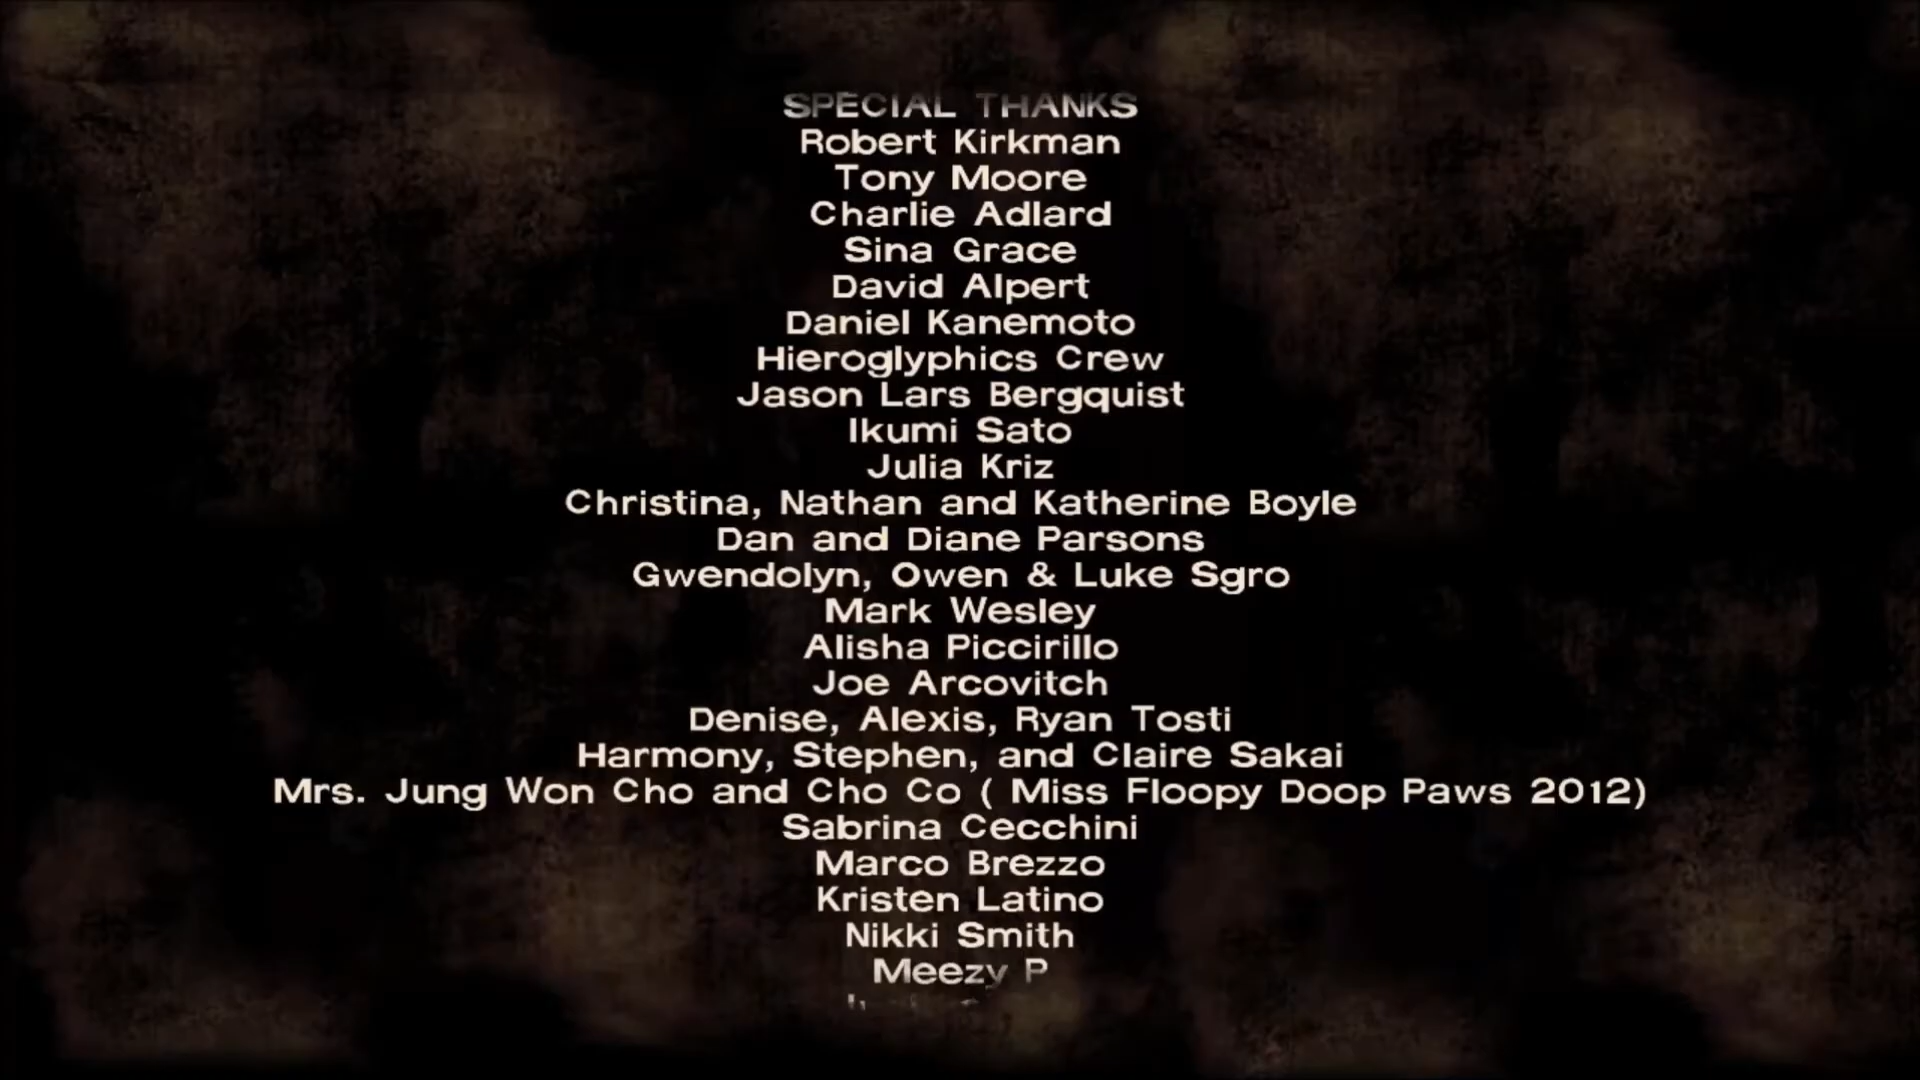 SPECIAL THANKS
Robert Kirkman
Tony Moore
Charlie Adlard
Sina Grace
David Alpert
Daniel Kanemoto
Hieroglyphics Crew
Jason Lars Bergquist
Ikumi Sato
Julia Kriz
Christina, Nathan and Katherine Boyle
Dan and Diane Parsons
Gwendolyn, Owen & Luke Sgro
Mark Wesley
Alisha Piccirillo
Joe Arcovitch
Denise, Alexis, Ryan Tosti
Harmony, Stephen, and Claire Sakai
Mrs. Jung Won Cho and Cho Co ( Miss Floopy Doop Paws 2012)
Sabrina Cecchini
Marco Brezzo
Kristen Latino
Nikki Smith
Meezy P